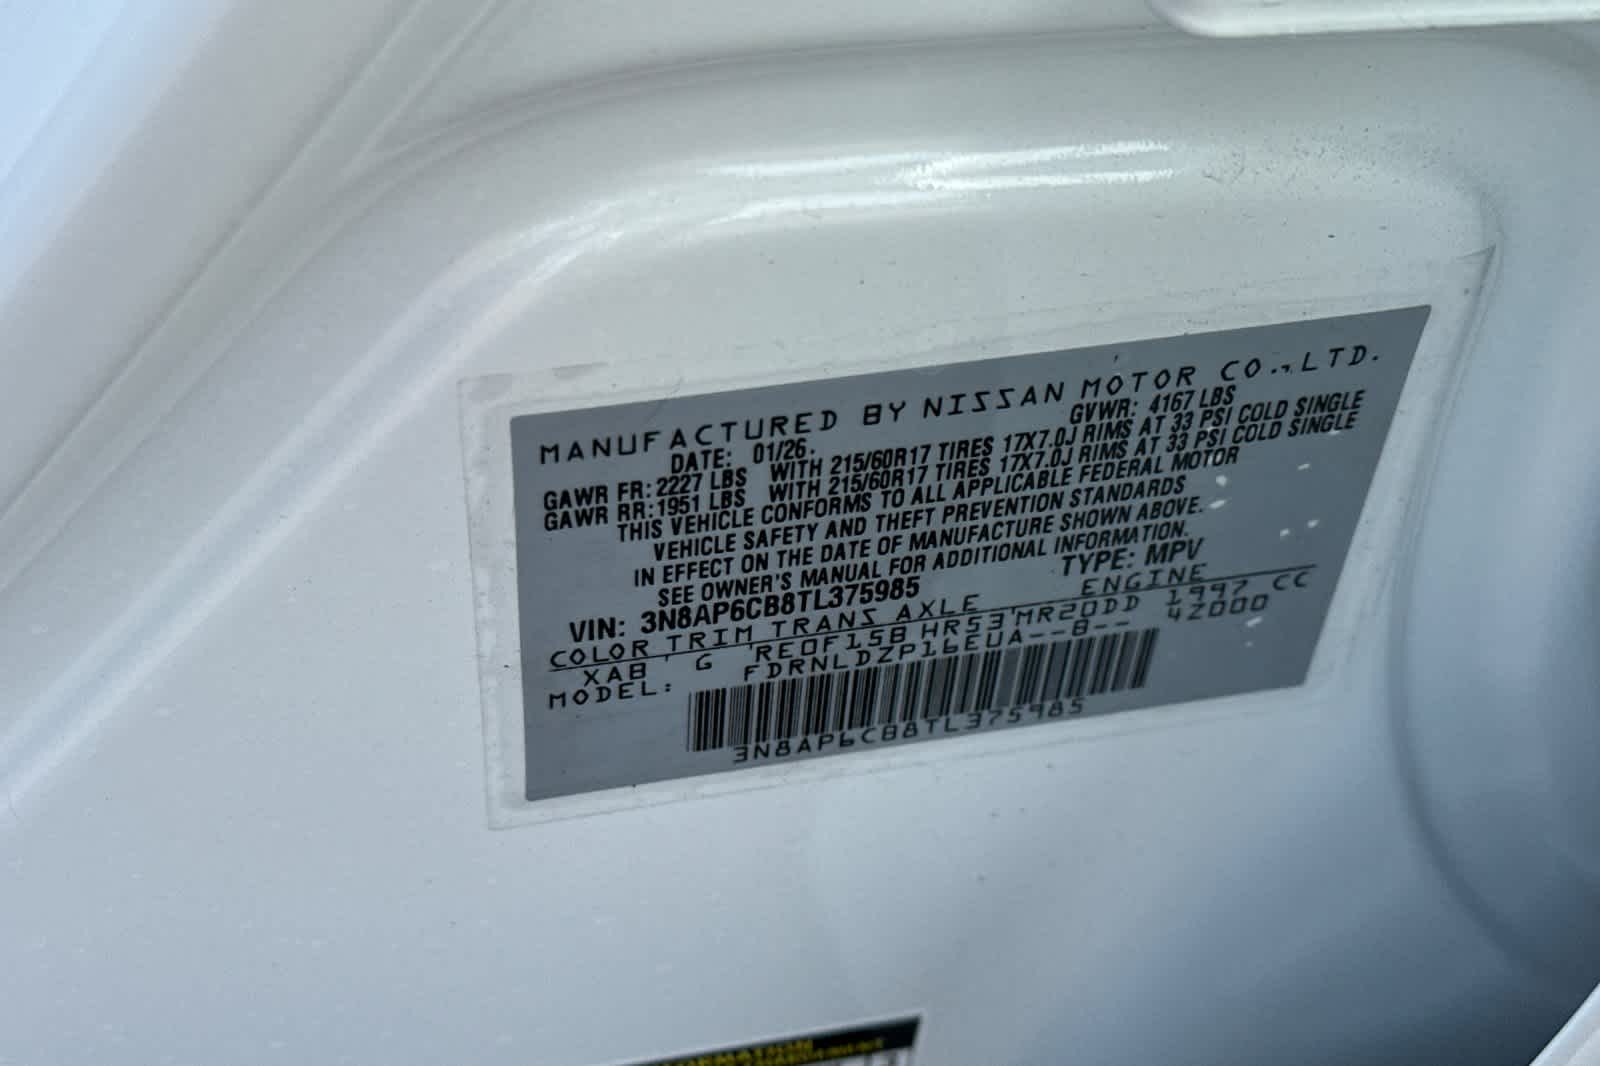 MANUFACTURED BY NISSAN MOTOR CO.,LTD.
DATE: 01/26. GVWR: 4167 LBS
GAWR FR: 2227 LBS WITH 215/60R17 TIRES 17X7.0J RIMS AT 33 PSI COLD SINGLE
GAWR RR: 1951 LBS WITH 215/60R17 TIRES 17X7.0J RIMS AT 33 PSI COLD SINGLE
THIS VEHICLE CONFORMS TO ALL APPLICABLE FEDERAL MOTOR
VEHICLE SAFETY AND THEFT PREVENTION STANDARDS
IN EFFECT ON THE DATE OF MANUFACTURE SHOWN ABOVE.
SEE OWNER'S MANUAL FOR ADDITIONAL INFORMATION.
VIN: 3N8AP6CB8TL375985 TYPE: MPV
COLOR TRIM TRANS AXLE ENGINE
XAB G RE0F15B HR53 MR20DD 1997 CC
MODEL: FDRNLDZP16EUA--B-- 4Z000
3N8AP6CB8TL375985